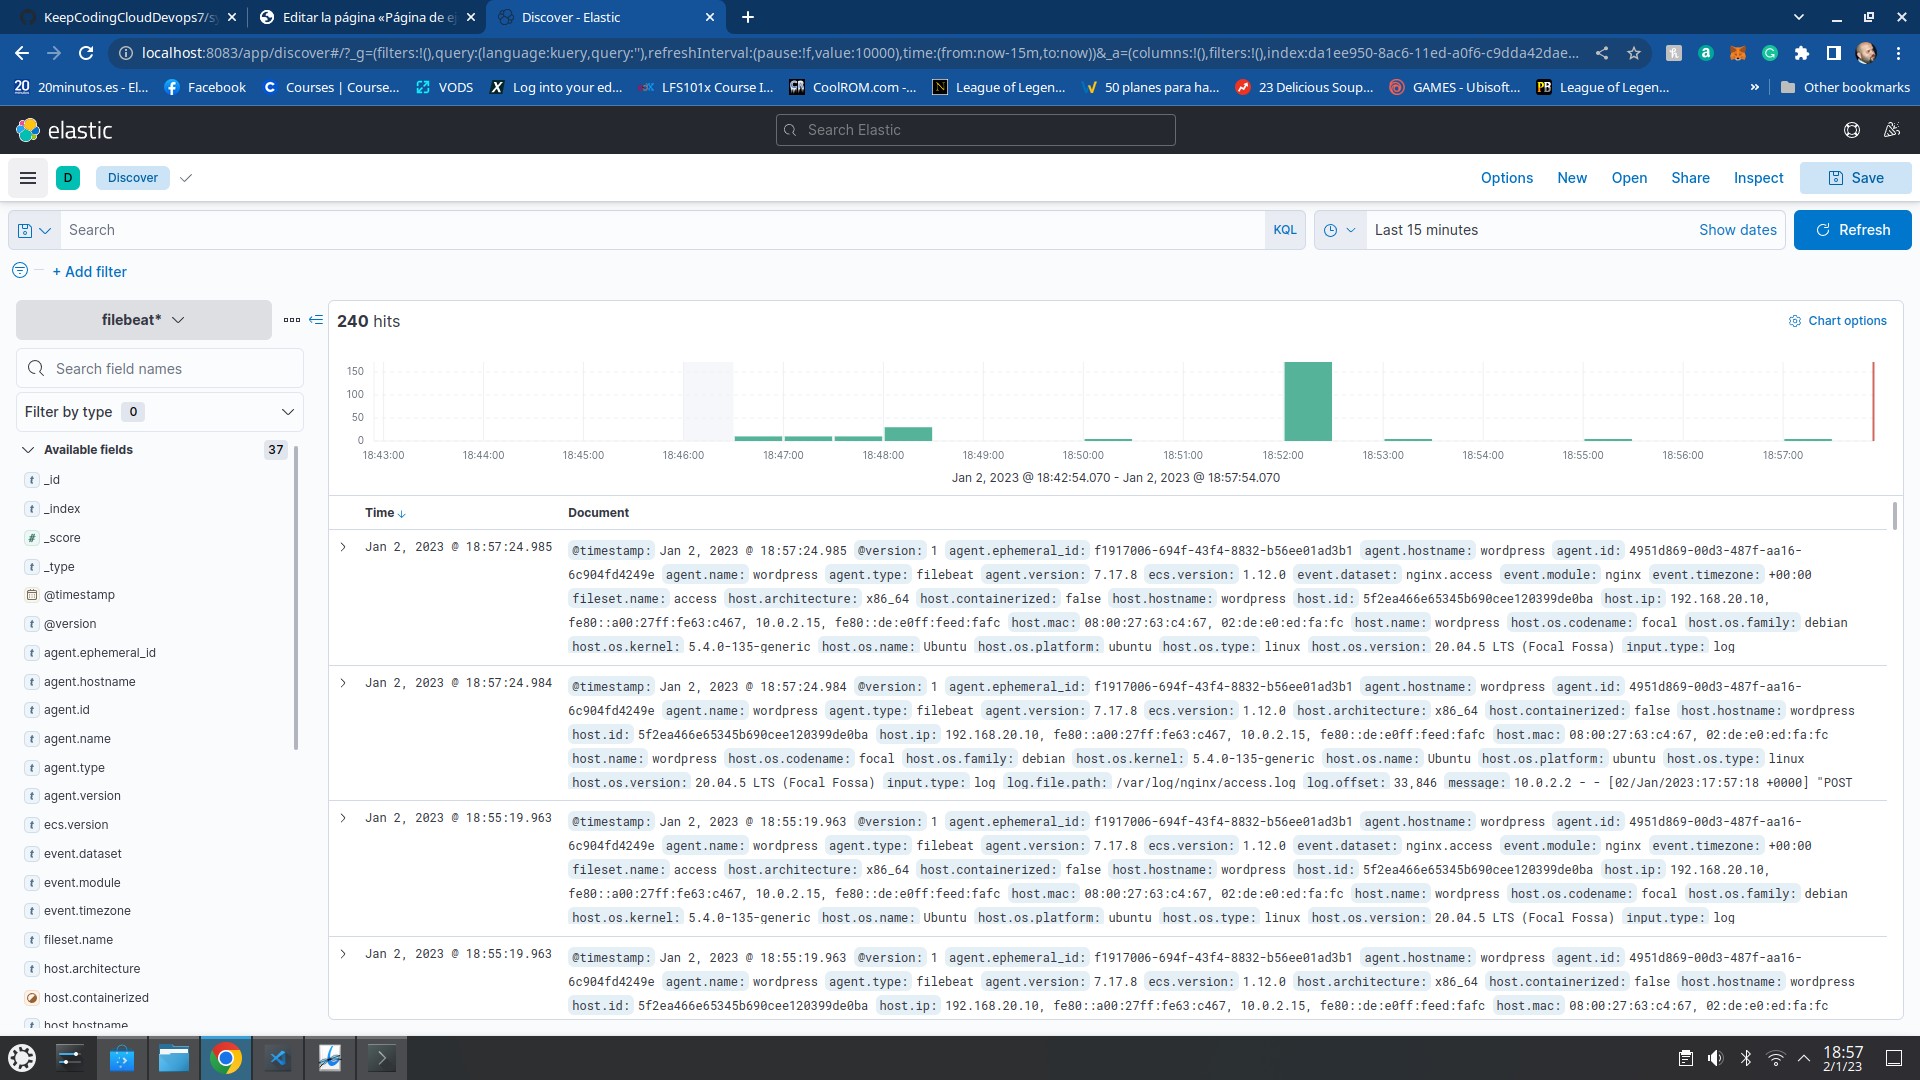 KeepCodingCloudDevops7/sy
Editar la página «Página de ej
Discover - Elastic
localhost:8083/app/discover#/?_g=(filters:!(),query:(language:kuery,query:''),refreshInterval:(pause:!f,value:10000),time:(from:now-15m,to:now))&_a=(columns:!(),filters:!(),index:da1ee950-8ac6-11ed-a0f6-c9dda42dae...
20minutos.es - El... Facebook Courses | Course... VODS Log into your ed... LFS101x Course I... CoolROM.com -... League of Legen... 50 planes para ha... 23 Delicious Soup... GAMES - Ubisoft... League of Legen... » Other bookmarks
elastic
Search Elastic
D Discover
Options New Open Share Inspect Save
Search KQL Last 15 minutes Show dates Refresh
+ Add filter
filebeat*
Search field names
Filter by type 0
Available fields 37
_id
_index
_score
_type
@timestamp
@version
agent.ephemeral_id
agent.hostname
agent.id
agent.name
agent.type
agent.version
ecs.version
event.dataset
event.module
event.timezone
fileset.name
host.architecture
host.containerized
host.hostname
240 hits
Chart options
150
100
50
0
18:43:00 18:44:00 18:45:00 18:46:00 18:47:00 18:48:00 18:49:00 18:50:00 18:51:00 18:52:00 18:53:00 18:54:00 18:55:00 18:56:00 18:57:00
Jan 2, 2023 @ 18:42:54.070 - Jan 2, 2023 @ 18:57:54.070
Time Document
Jan 2, 2023 @ 18:57:24.985 @timestamp: Jan 2, 2023 @ 18:57:24.985 @version: 1 agent.ephemeral_id: f1917006-694f-43f4-8832-b56ee01ad3b1 agent.hostname: wordpress agent.id: 4951d869-00d3-487f-aa16-
6c904fd4249e agent.name: wordpress agent.type: filebeat agent.version: 7.17.8 ecs.version: 1.12.0 event.dataset: nginx.access event.module: nginx event.timezone: +00:00
fileset.name: access host.architecture: x86_64 host.containerized: false host.hostname: wordpress host.id: 5f2ea466e65345b690cee120399de0ba host.ip: 192.168.20.10,
fe80::a00:27ff:fe63:c467, 10.0.2.15, fe80::de:e0ff:feed:fafc host.mac: 08:00:27:63:c4:67, 02:de:e0:ed:fa:fc host.name: wordpress host.os.codename: focal host.os.family: debian
host.os.kernel: 5.4.0-135-generic host.os.name: Ubuntu host.os.platform: ubuntu host.os.type: linux host.os.version: 20.04.5 LTS (Focal Fossa) input.type: log
Jan 2, 2023 @ 18:57:24.984 @timestamp: Jan 2, 2023 @ 18:57:24.984 @version: 1 agent.ephemeral_id: f1917006-694f-43f4-8832-b56ee01ad3b1 agent.hostname: wordpress agent.id: 4951d869-00d3-487f-aa16-
6c904fd4249e agent.name: wordpress agent.type: filebeat agent.version: 7.17.8 ecs.version: 1.12.0 host.architecture: x86_64 host.containerized: false host.hostname: wordpress
host.id: 5f2ea466e65345b690cee120399de0ba host.ip: 192.168.20.10, fe80::a00:27ff:fe63:c467, 10.0.2.15, fe80::de:e0ff:feed:fafc host.mac: 08:00:27:63:c4:67, 02:de:e0:ed:fa:fc
host.name: wordpress host.os.codename: focal host.os.family: debian host.os.kernel: 5.4.0-135-generic host.os.name: Ubuntu host.os.platform: ubuntu host.os.type: linux
host.os.version: 20.04.5 LTS (Focal Fossa) input.type: log log.file.path: /var/log/nginx/access.log log.offset: 33,846 message: 10.0.2.2 - - [02/Jan/2023:17:57:18 +0000] "POST
Jan 2, 2023 @ 18:55:19.963 @timestamp: Jan 2, 2023 @ 18:55:19.963 @version: 1 agent.ephemeral_id: f1917006-694f-43f4-8832-b56ee01ad3b1 agent.hostname: wordpress agent.id: 4951d869-00d3-487f-aa16-
6c904fd4249e agent.name: wordpress agent.type: filebeat agent.version: 7.17.8 ecs.version: 1.12.0 event.dataset: nginx.access event.module: nginx event.timezone: +00:00
fileset.name: access host.architecture: x86_64 host.containerized: false host.hostname: wordpress host.id: 5f2ea466e65345b690cee120399de0ba host.ip: 192.168.20.10,
fe80::a00:27ff:fe63:c467, 10.0.2.15, fe80::de:e0ff:feed:fafc host.mac: 08:00:27:63:c4:67, 02:de:e0:ed:fa:fc host.name: wordpress host.os.codename: focal host.os.family: debian
host.os.kernel: 5.4.0-135-generic host.os.name: Ubuntu host.os.platform: ubuntu host.os.type: linux host.os.version: 20.04.5 LTS (Focal Fossa) input.type: log
Jan 2, 2023 @ 18:55:19.963 @timestamp: Jan 2, 2023 @ 18:55:19.963 @version: 1 agent.ephemeral_id: f1917006-694f-43f4-8832-b56ee01ad3b1 agent.hostname: wordpress agent.id: 4951d869-00d3-487f-aa16-
6c904fd4249e agent.name: wordpress agent.type: filebeat agent.version: 7.17.8 ecs.version: 1.12.0 host.architecture: x86_64 host.containerized: false host.hostname: wordpress
host.id: 5f2ea466e65345b690cee120399de0ba host.ip: 192.168.20.10, fe80::a00:27ff:fe63:c467, 10.0.2.15, fe80::de:e0ff:feed:fafc host.mac: 08:00:27:63:c4:67, 02:de:e0:ed:fa:fc
18:57
2/1/23